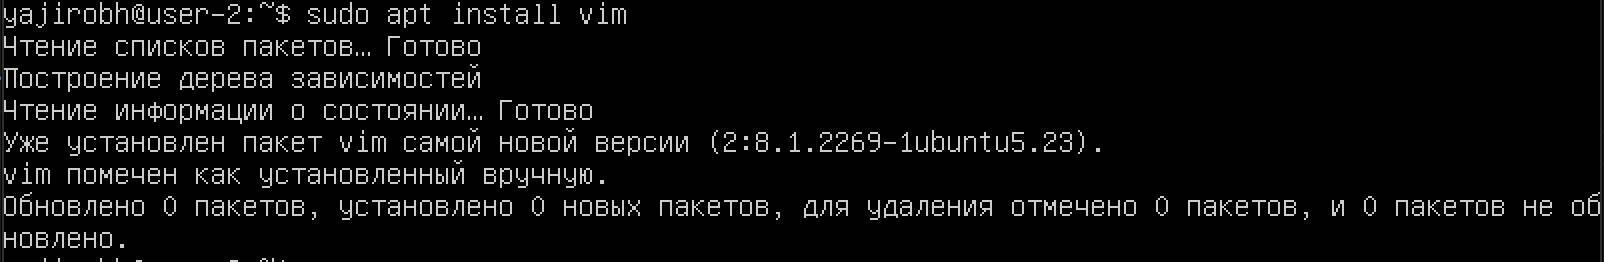 yajirobh@user-2:~$ sudo apt install vim
Чтение списков пакетов… Готово
Построение дерева зависимостей
Чтение информации о состоянии… Готово
Уже установлен пакет vim самой новой версии (2:8.1.2269-1ubuntu5.23).
vim помечен как установленный вручную.
Обновлено 0 пакетов, установлено 0 новых пакетов, для удаления отмечено 0 пакетов, и 0 пакетов не об
новлено.